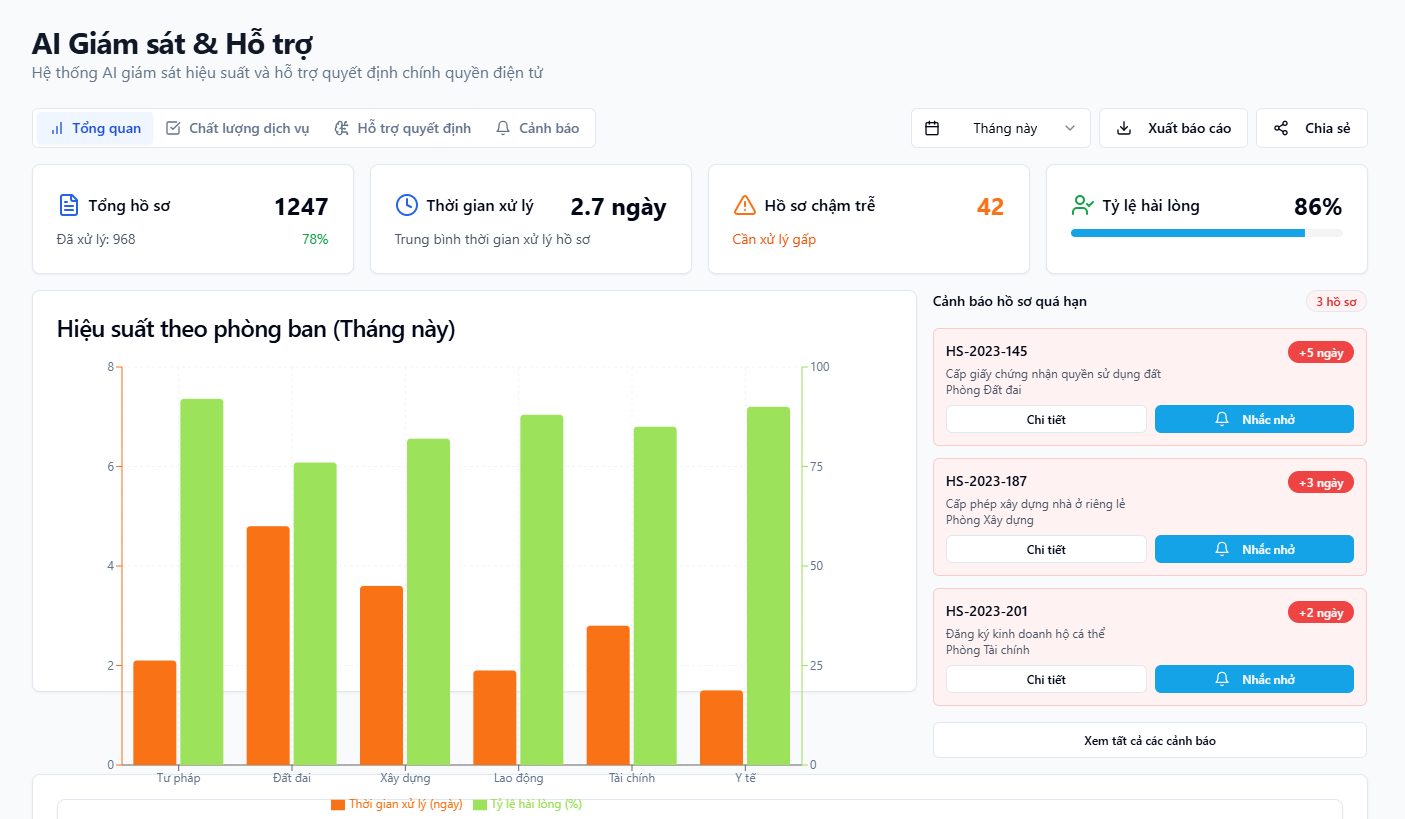 AI Giám sát & Hỗ trợ
Hệ thống AI giám sát hiệu suất và hỗ trợ quyết định chính quyền điện tử
Tổng quan
Chất lượng dịch vụ
Hỗ trợ quyết định
Cảnh báo
Tháng này
Xuất báo cáo
Chia sẻ
Tổng hồ sơ
1247
Đã xử lý: 968
78%
Thời gian xử lý
2.7 ngày
Trung bình thời gian xử lý hồ sơ
Hồ sơ chậm trễ
42
Cần xử lý gấp
Tỷ lệ hài lòng
86%
Hiệu suất theo phòng ban (Tháng này)
8
6
4
2
0
100
75
50
25
0
Tư pháp
Đất đai
Xây dựng
Lao động
Tài chính
Y tế
Thời gian xử lý (ngày)
Tỷ lệ hài lòng (%)
Cảnh báo hồ sơ quá hạn
3 hồ sơ
HS-2023-145
+5 ngày
Cấp giấy chứng nhận quyền sử dụng đất
Phòng Đất đai
Chi tiết
Nhắc nhở
HS-2023-187
+3 ngày
Cấp phép xây dựng nhà ở riêng lẻ
Phòng Xây dựng
Chi tiết
Nhắc nhở
HS-2023-201
+2 ngày
Đăng ký kinh doanh hộ cá thể
Phòng Tài chính
Chi tiết
Nhắc nhở
Xem tất cả các cảnh báo